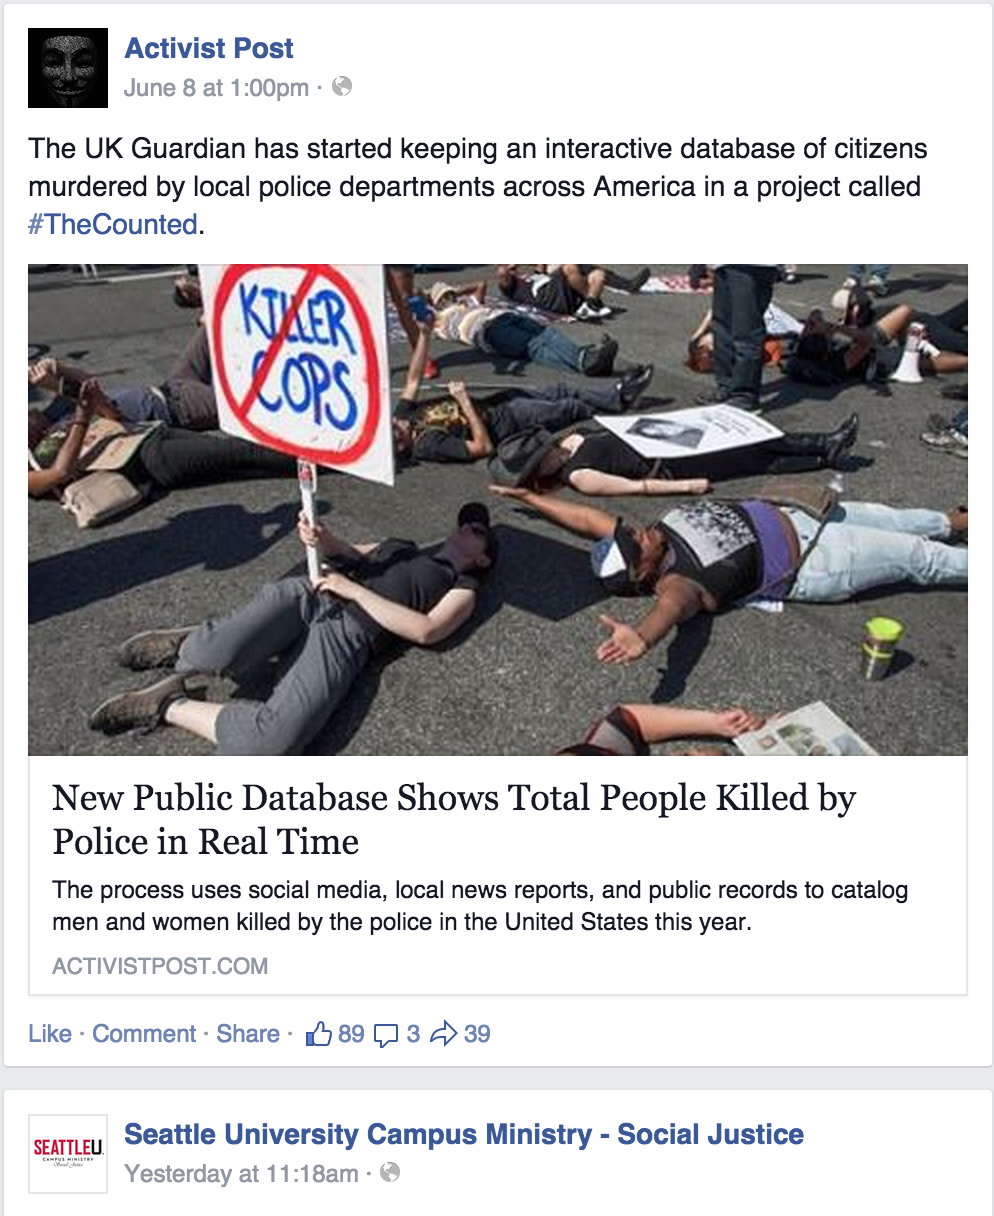 Activist Post
June 8 at 1:00pm ·
The UK Guardian has started keeping an interactive database of citizens
murdered by local police departments across America in a project called
#TheCounted.
KILLER
COPS
New Public Database Shows Total People Killed by
Police in Real Time
The process uses social media, local news reports, and public records to catalog
men and women killed by the police in the United States this year.
ACTIVISTPOST.COM
Like · Comment · Share · 89 3 39
SEATTLEU
CAMPUS MINISTRY
Social Justice
Seattle University Campus Ministry - Social Justice
Yesterday at 11:18am ·